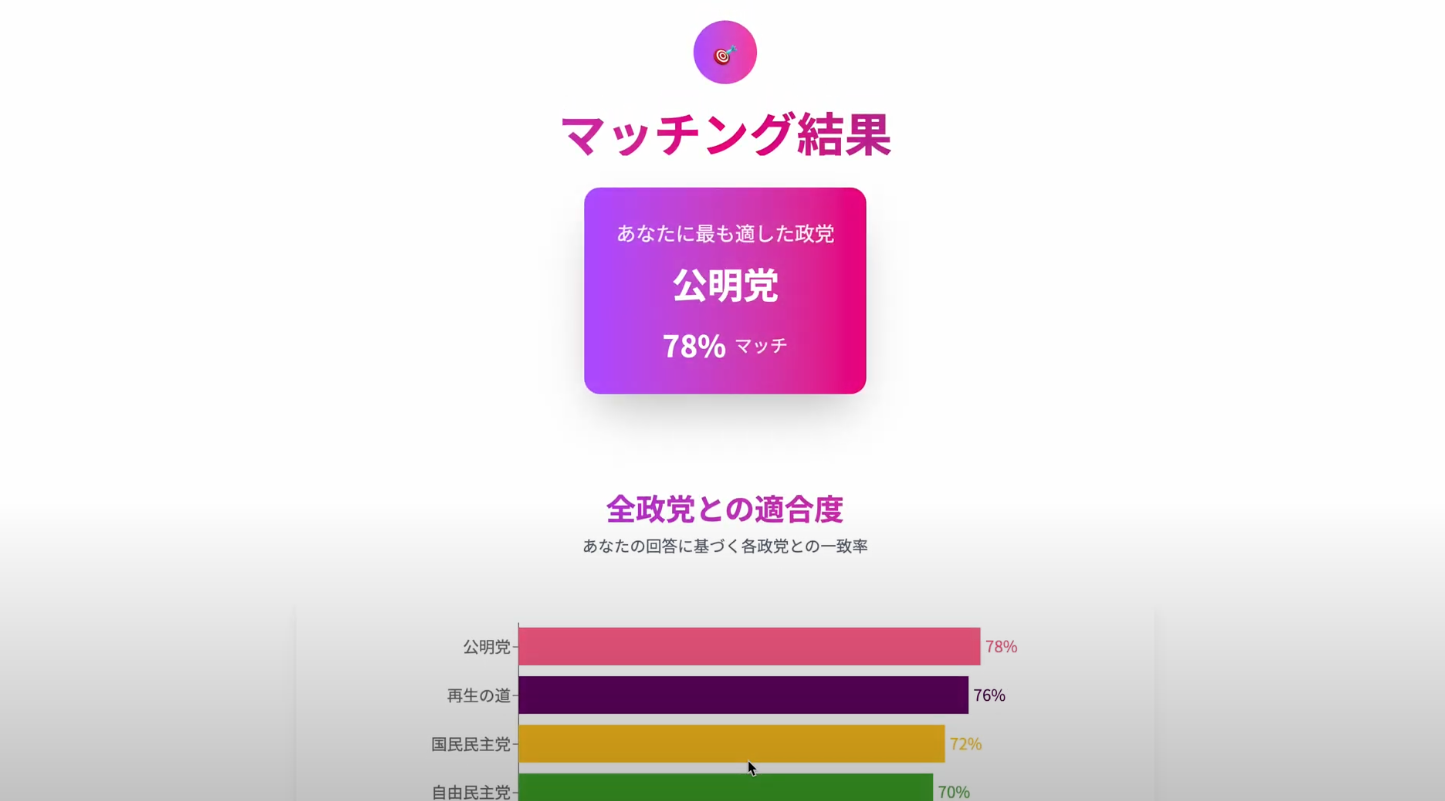 マッチング結果
あなたに最も適した政党
公明党
78% マッチ
全政党との適合度
あなたの回答に基づく各政党との一致率
公明党 78%
再生の道 76%
国民民主党 72%
自由民主党 70%